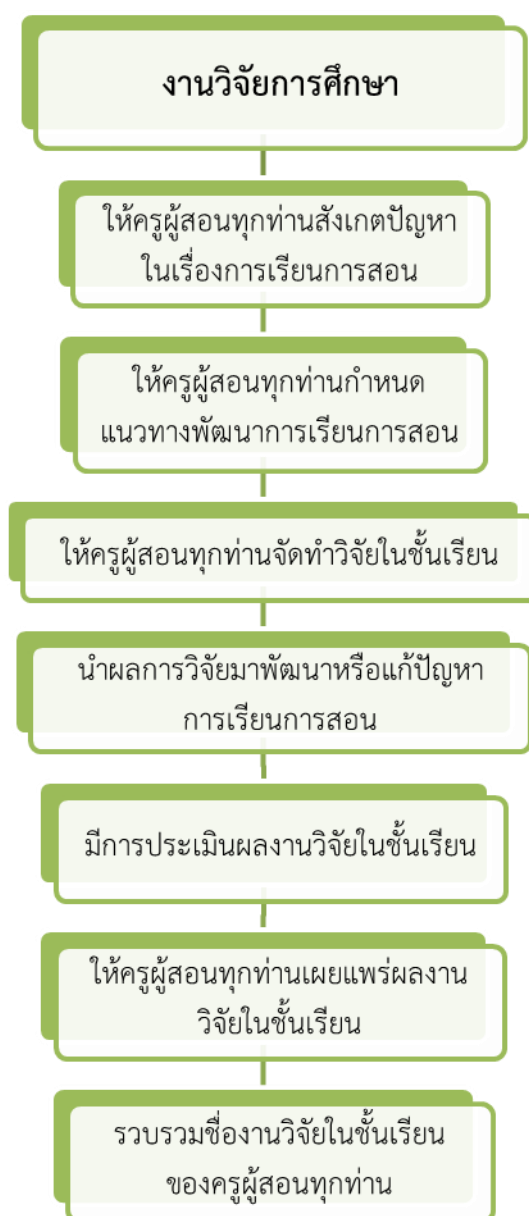 งานวิจัยการศึกษา
ให้ครูผู้สอนทุกท่านสังเกตปัญหา
ในเรื่องการเรียนการสอน
ให้ครูผู้สอนทุกท่านกำหนด
แนวทางพัฒนาการเรียนการสอน
ให้ครูผู้สอนทุกท่านจัดทำวิจัยในชั้นเรียน
นำผลการวิจัยมาพัฒนาหรือแก้ปัญหา
การเรียนการสอน
มีการประเมินผลงานวิจัยในชั้นเรียน
ให้ครูผู้สอนทุกท่านเผยแพร่ผลงาน
วิจัยในชั้นเรียน
รวบรวมชื่องานวิจัยในชั้นเรียน
ของครูผู้สอนทุกท่าน